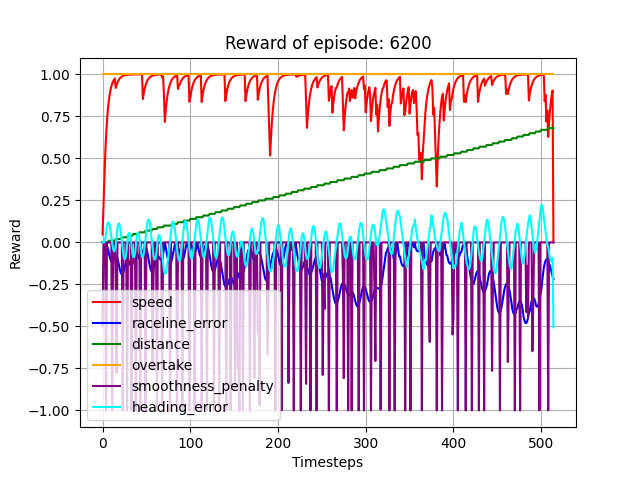 Reward of episode: 6200
Reward
1.00
0.75
0.50
0.25
0.00
−0.25
−0.50
−0.75
−1.00
speed
raceline_error
distance
overtake
smoothness_penalty
heading_error
0 100 200 300 400 500
Timesteps